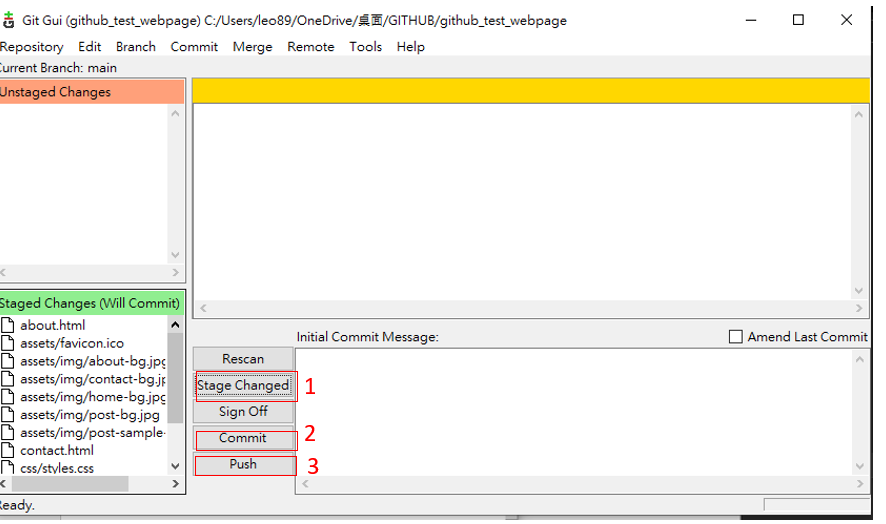 Git Gui (github_test_webpage) C:/Users/leo89/OneDrive/桌面/GITHUB/github_test_webpage
Repository Edit Branch Commit Merge Remote Tools Help
Current Branch: main
Unstaged Changes
Staged Changes (Will Commit)
about.html
assets/favicon.ico
assets/img/about-bg.jpg
assets/img/contact-bg.jp
assets/img/home-bg.jpg
assets/img/post-bg.jpg
assets/img/post-sample-
contact.html
css/styles.css
Initial Commit Message:
Amend Last Commit
Rescan
Stage Changed 1
Sign Off
Commit 2
Push 3
Ready.